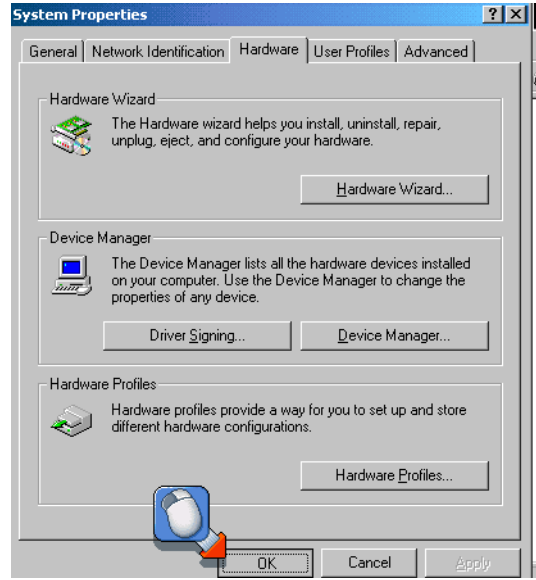 System Properties
General Network Identification Hardware User Profiles Advanced
Hardware Wizard
The Hardware wizard helps you install, uninstall, repair,
unplug, eject, and configure your hardware.
Hardware Wizard...
Device Manager
The Device Manager lists all the hardware devices installed
on your computer. Use the Device Manager to change the
properties of any device.
Driver Signing... Device Manager...
Hardware Profiles
Hardware profiles provide a way for you to set up and store
different hardware configurations.
Hardware Profiles...
OK Cancel Apply